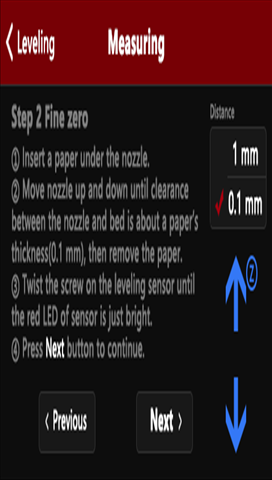 Leveling
Measuring
Step 2 Fine zero
Distance
① Insert a paper under the nozzle.
② Move nozzle up and down until clearance
between the nozzle and bed is about a paper's
thickness(0.1 mm), then remove the paper.
③ Twist the screw on the leveling sensor until
the red LED of sensor is just bright.
④ Press Next button to continue.
1 mm
0.1 mm
Z
Previous
Next